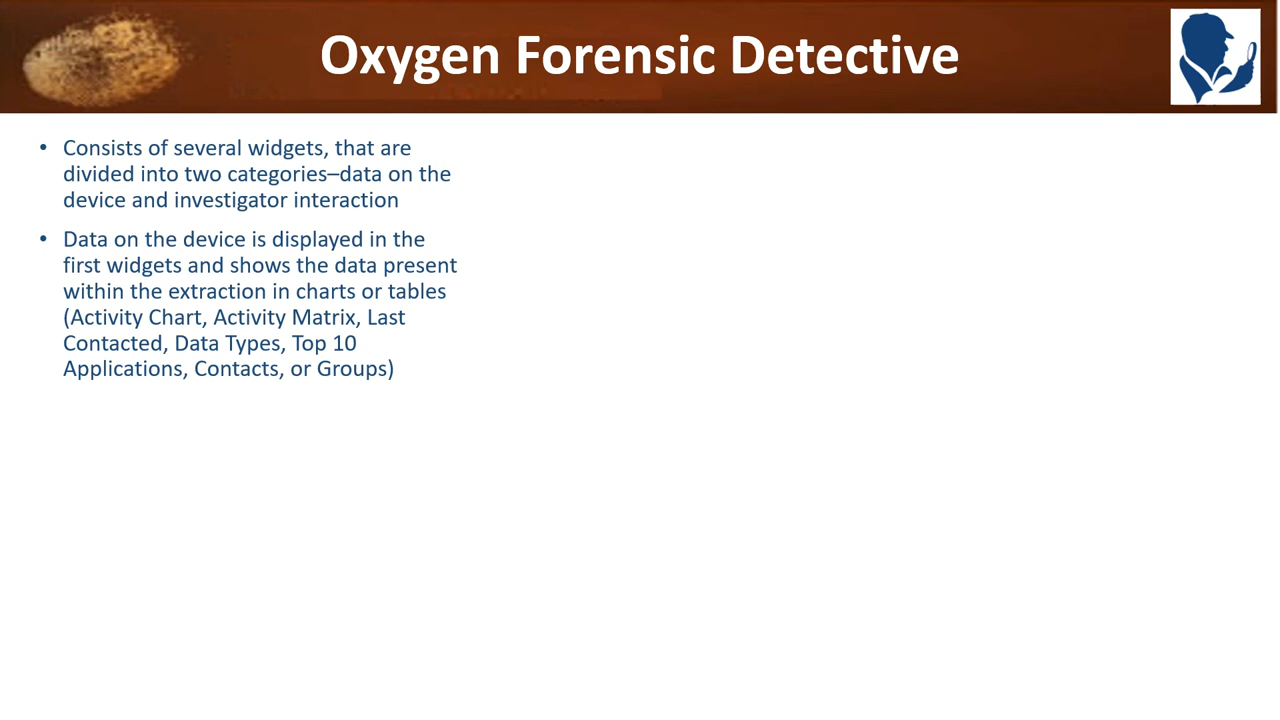 Oxygen Forensic Detective
• Consists of several widgets, that are
divided into two categories–data on the
device and investigator interaction
• Data on the device is displayed in the
first widgets and shows the data present
within the extraction in charts or tables
(Activity Chart, Activity Matrix, Last
Contacted, Data Types, Top 10
Applications, Contacts, or Groups)